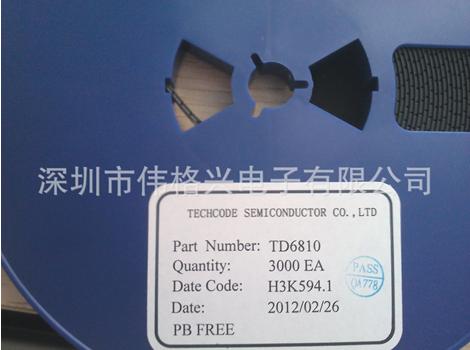 深圳市伟格兴电子有限公司
TECHCODE SEMICONDUCTOR CO.,LTD
Part Number: TD6810
Quantity: 3000 EA
Date Code: H3K594.1
Date: 2012/02/26
PB FREE
PASS
QA778